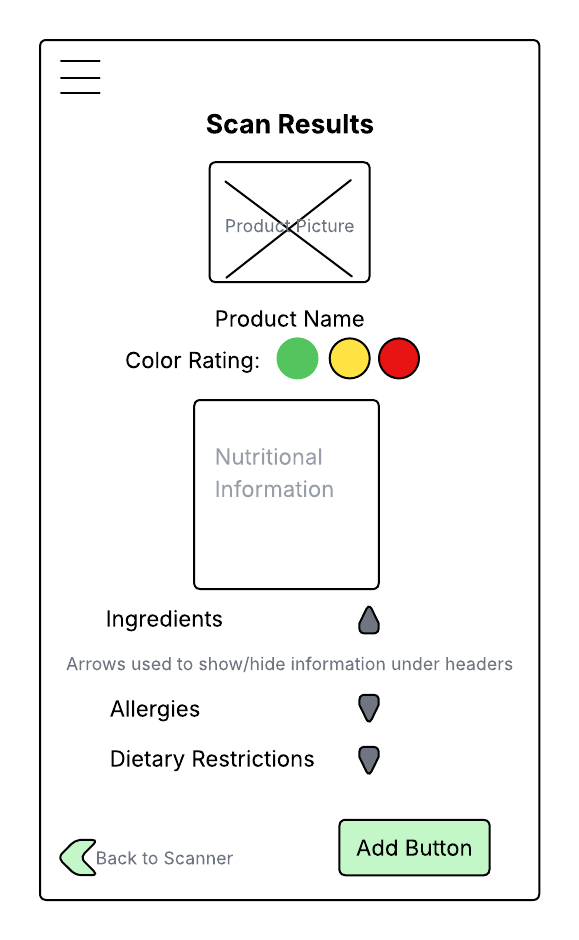 Scan Results
Product Picture
Product Name
Color Rating:
Nutritional
Information
Ingredients
Arrows used to show/hide information under headers
Allergies
Dietary Restrictions
Back to Scanner
Add Button